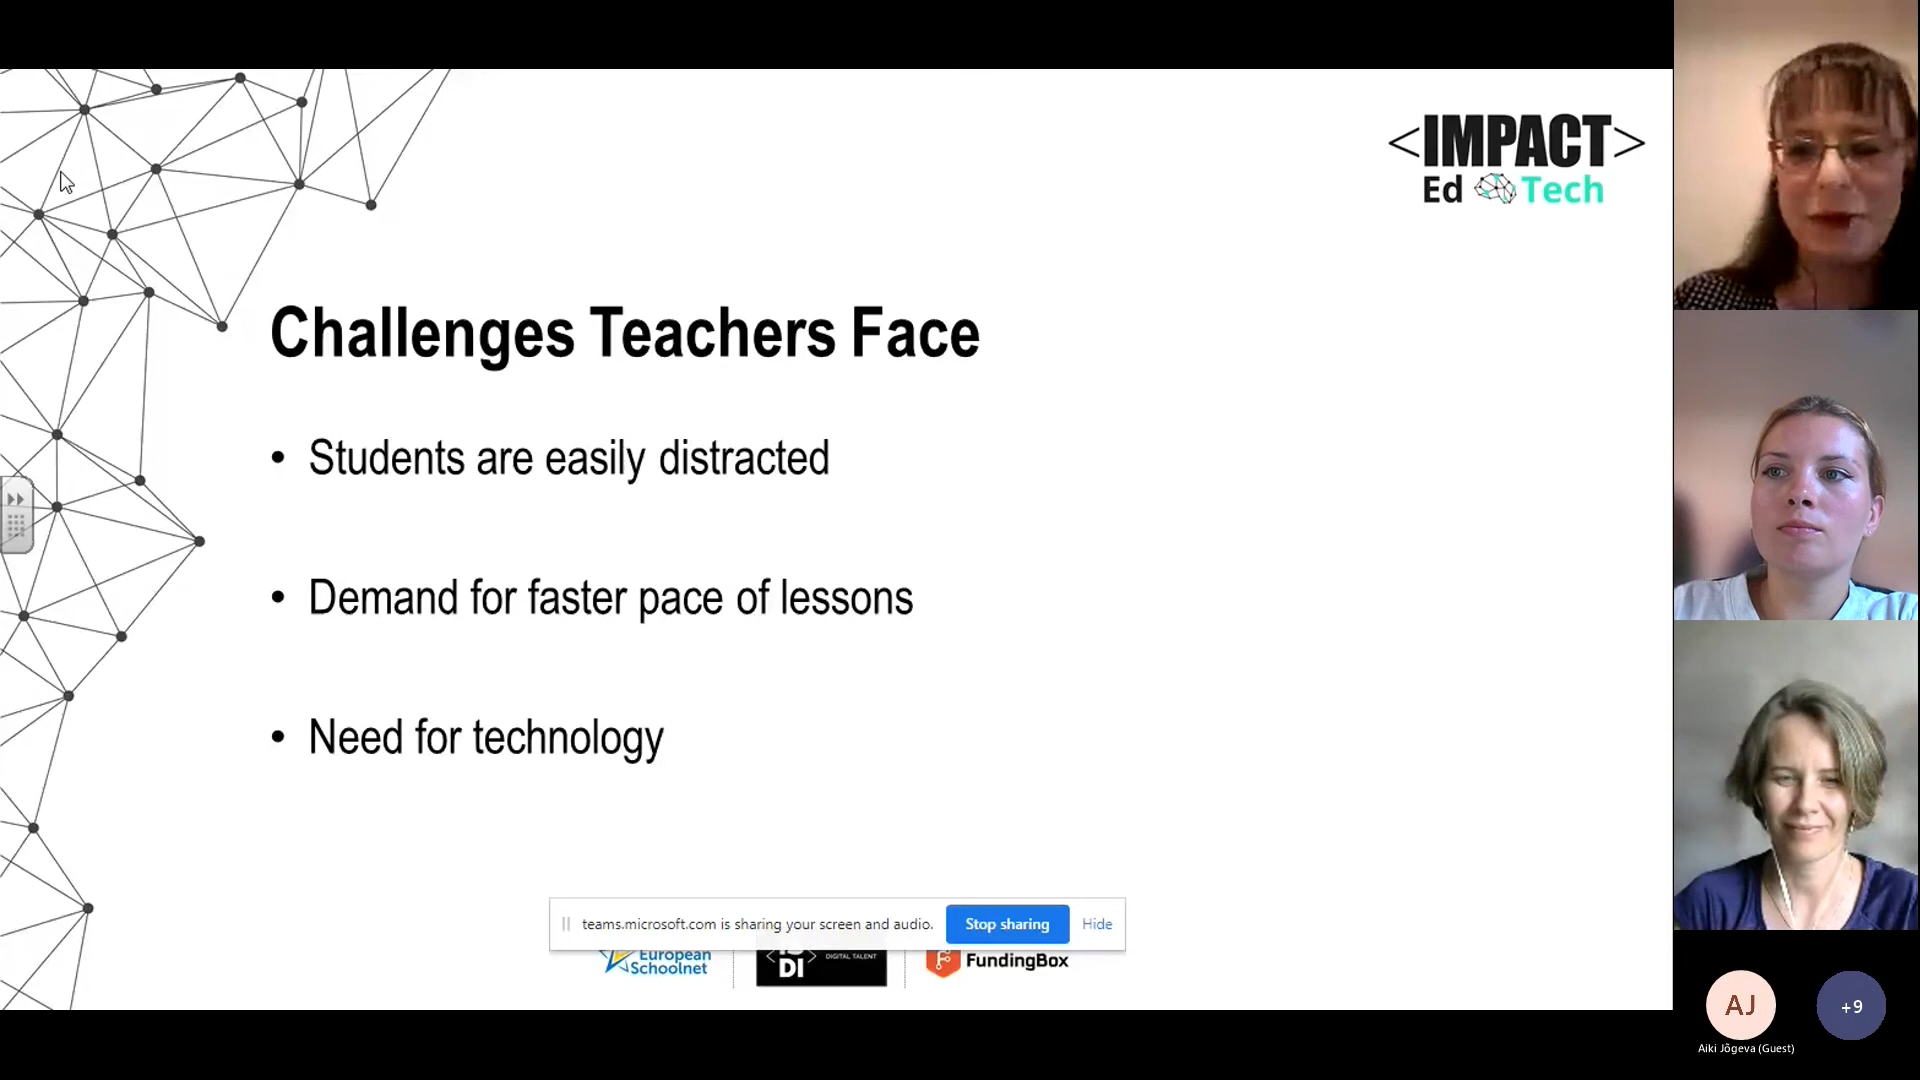 <IMPACT>
Ed Tech
Challenges Teachers Face
• Students are easily distracted
• Demand for faster pace of lessons
• Need for technology
teams.microsoft.com is sharing your screen and audio.
Stop sharing
Hide
European
Schoolnet
DI
DIGITAL TALENT
FundingBox
AJ
+9
Aiki Jõgeva (Guest)